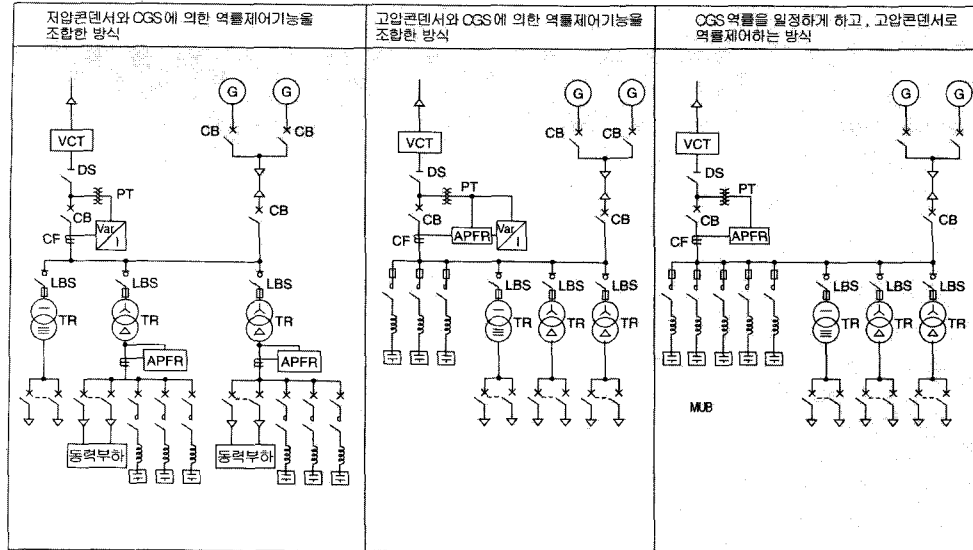 저압콘덴서와 CGS에 의한 역률제어기능을
조합한 방식
고압콘덴서와 CGS에 의한 역률제어기능을
조합한 방식
CGS 역률을 일정하게 하고, 고압콘덴서로
역률제어하는 방식
G G
VCT
CB CB
DS
PT
CB
CF
Var
I
CB
LBS LBS LBS
TR TR TR
APFR APFR
동력부하 동력부하
G G
VCT
CB CB
DS
PT
CB
CF
APFR
Var
I
CB
LBS LBS LBS
TR TR TR
G G
VCT
DS
PT
CB
CF
APFR
CB
LBS LBS LBS
TR TR TR
MUB